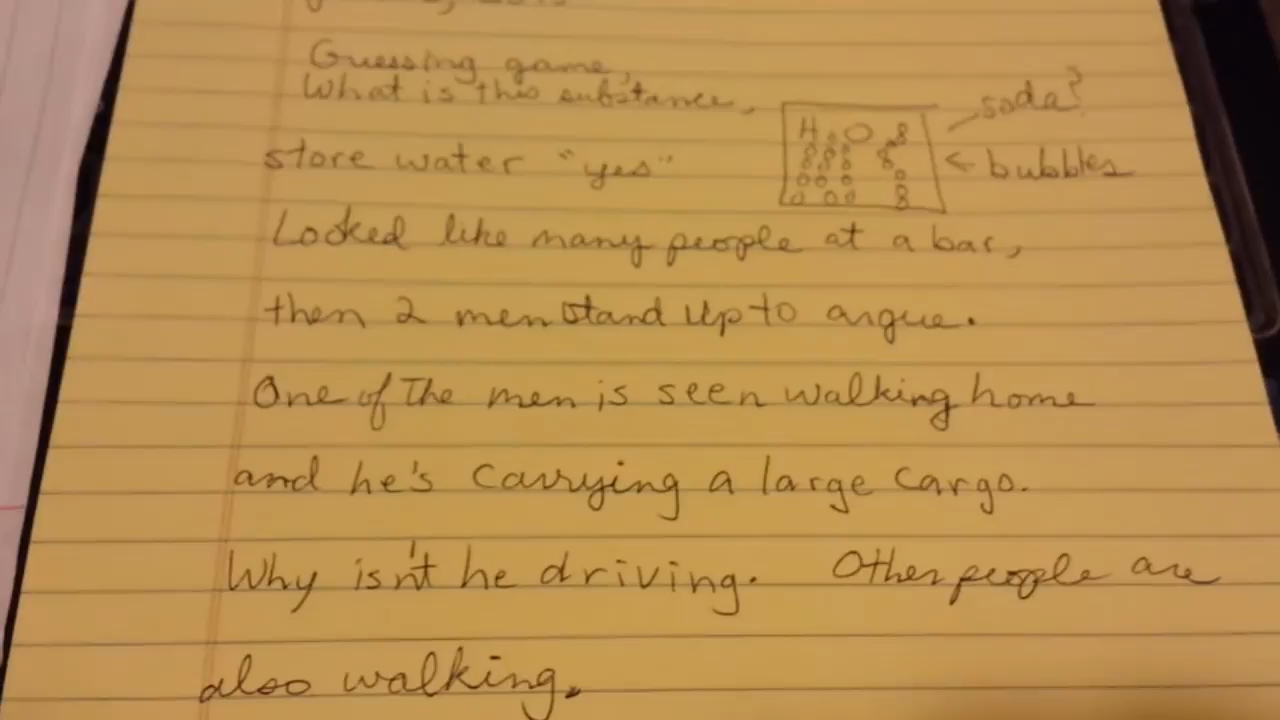 Guessing game,
What is this substance,
soda?
H O
store water "yes"
← bubbles
Looked like many people at a bar,
then 2 men stand up to argue.
One of The men is seen walking home
and he's carrying a large cargo.
Why isn't he driving. Other people are
also walking.